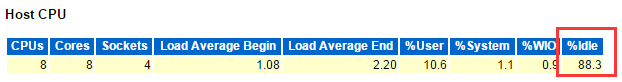 Host CPU
CPUs Cores Sockets Load Average Begin Load Average End %User %System %WIO %Idle
8 8 4 1.08 2.20 10.6 1.1 0.9 88.3